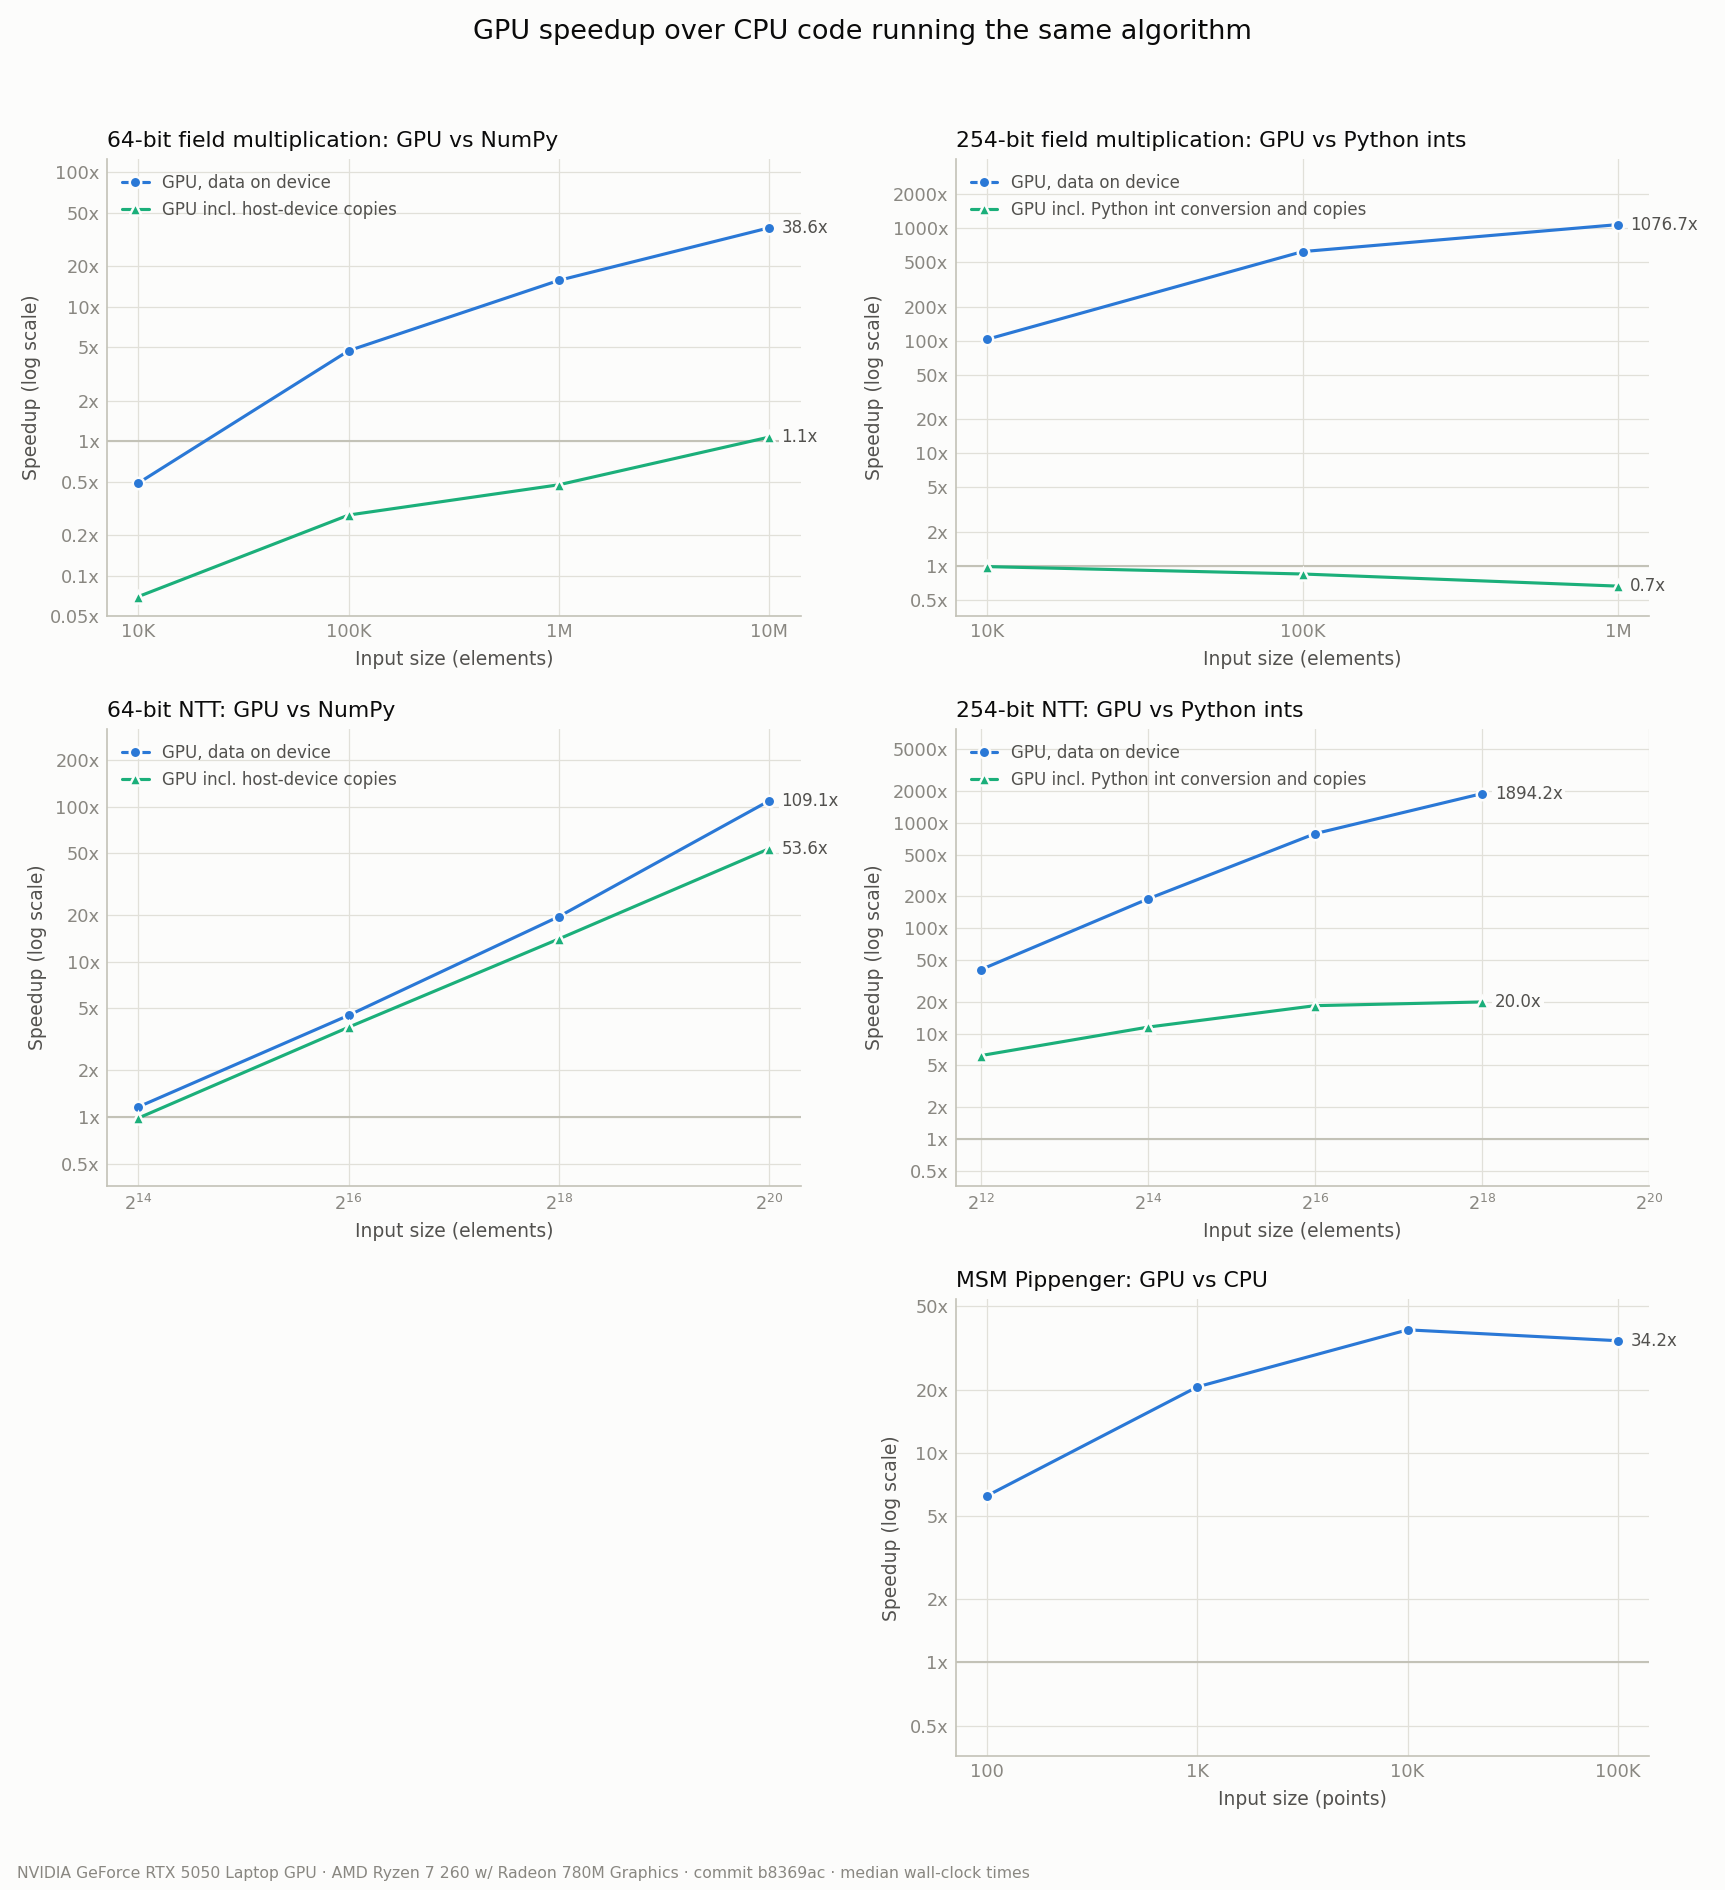 GPU speedup over CPU code running the same algorithm
64-bit field multiplication: GPU vs NumPy
GPU, data on device
GPU incl. host-device copies
100x
50x
20x
10x
5x
2x
1x
0.5x
0.2x
0.1x
0.05x
38.6x
1.1x
Speedup (log scale)
10K 100K 1M 10M
Input size (elements)
254-bit field multiplication: GPU vs Python ints
GPU, data on device
GPU incl. Python int conversion and copies
2000x
1000x
500x
200x
100x
50x
20x
10x
5x
2x
1x
0.5x
1076.7x
0.7x
Speedup (log scale)
10K 100K 1M
Input size (elements)
64-bit NTT: GPU vs NumPy
GPU, data on device
GPU incl. host-device copies
200x
100x
50x
20x
10x
5x
2x
1x
0.5x
109.1x
53.6x
Speedup (log scale)
2^14 2^16 2^18 2^20
Input size (elements)
254-bit NTT: GPU vs Python ints
GPU, data on device
GPU incl. Python int conversion and copies
5000x
2000x
1000x
500x
200x
100x
50x
20x
10x
5x
2x
1x
0.5x
1894.2x
20.0x
Speedup (log scale)
2^12 2^14 2^16 2^18 2^20
Input size (elements)
MSM Pippenger: GPU vs CPU
50x
20x
10x
5x
2x
1x
0.5x
34.2x
Speedup (log scale)
100 1K 10K 100K
Input size (points)
NVIDIA GeForce RTX 5050 Laptop GPU · AMD Ryzen 7 260 w/ Radeon 780M Graphics · commit b8369ac · median wall-clock times